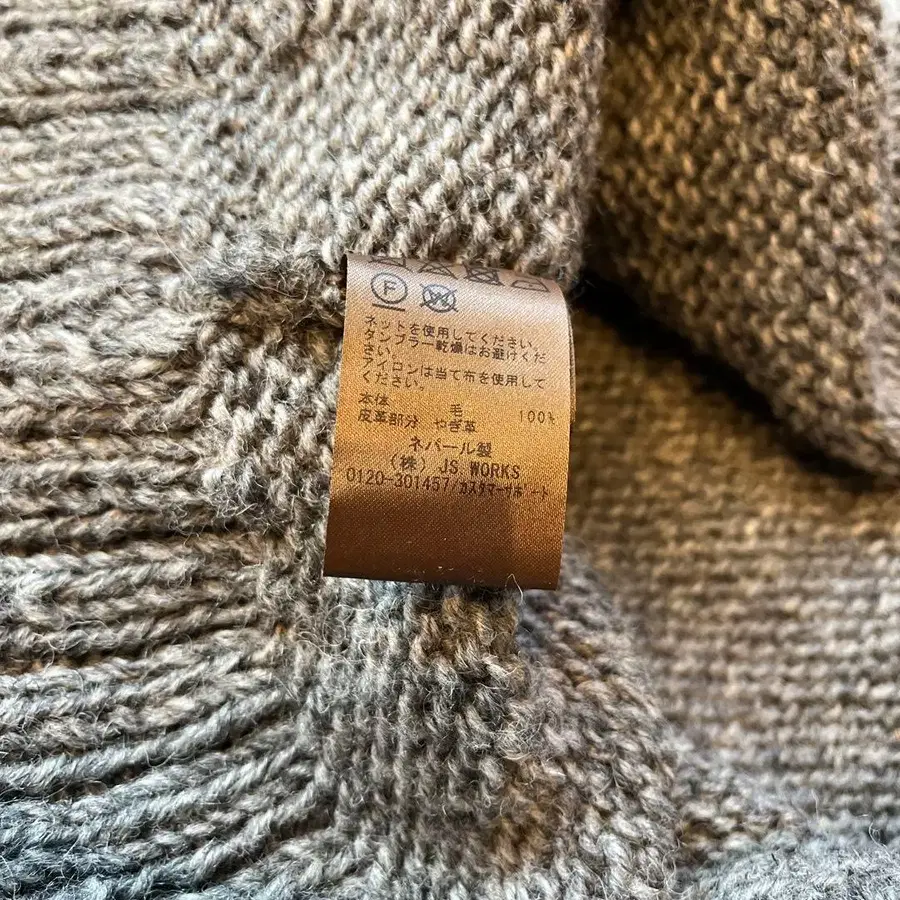 F W
ネットを使用してください。
タンブラー乾燥はお避けくだ
さい。
アイロンは当て布を使用して
ください。
本体 毛 100%
皮革部分 やぎ革
ネパール製
(株) JS WORKS
0120-301457/カスタマーサポート